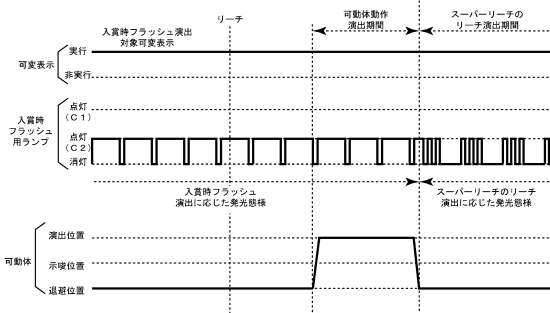 リーチ
可動体動作
演出期間
スーパーリーチの
リーチ演出期間
入賞時フラッシュ演出
対象可変表示
実行
可変表示
非実行
点灯
(C1)
入賞時
フラッシュ
用ランプ
点灯
(C2)
消灯
入賞時フラッシュ
演出に応じた発光態様
スーパーリーチのリーチ
演出に応じた発光態様
演出位置
可動体
示唆位置
退避位置